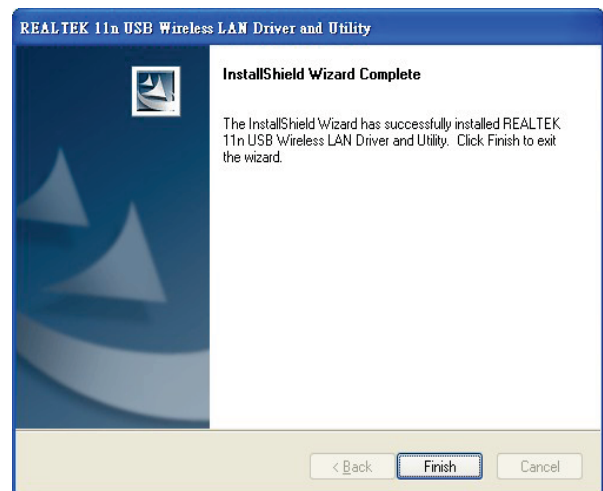 REALTEK 11n USB Wireless LAN Driver and Utility
InstallShield Wizard Complete
The InstallShield Wizard has successfully installed REALTEK
11n USB Wireless LAN Driver and Utility. Click Finish to exit
the wizard.
< Back
Finish
Cancel